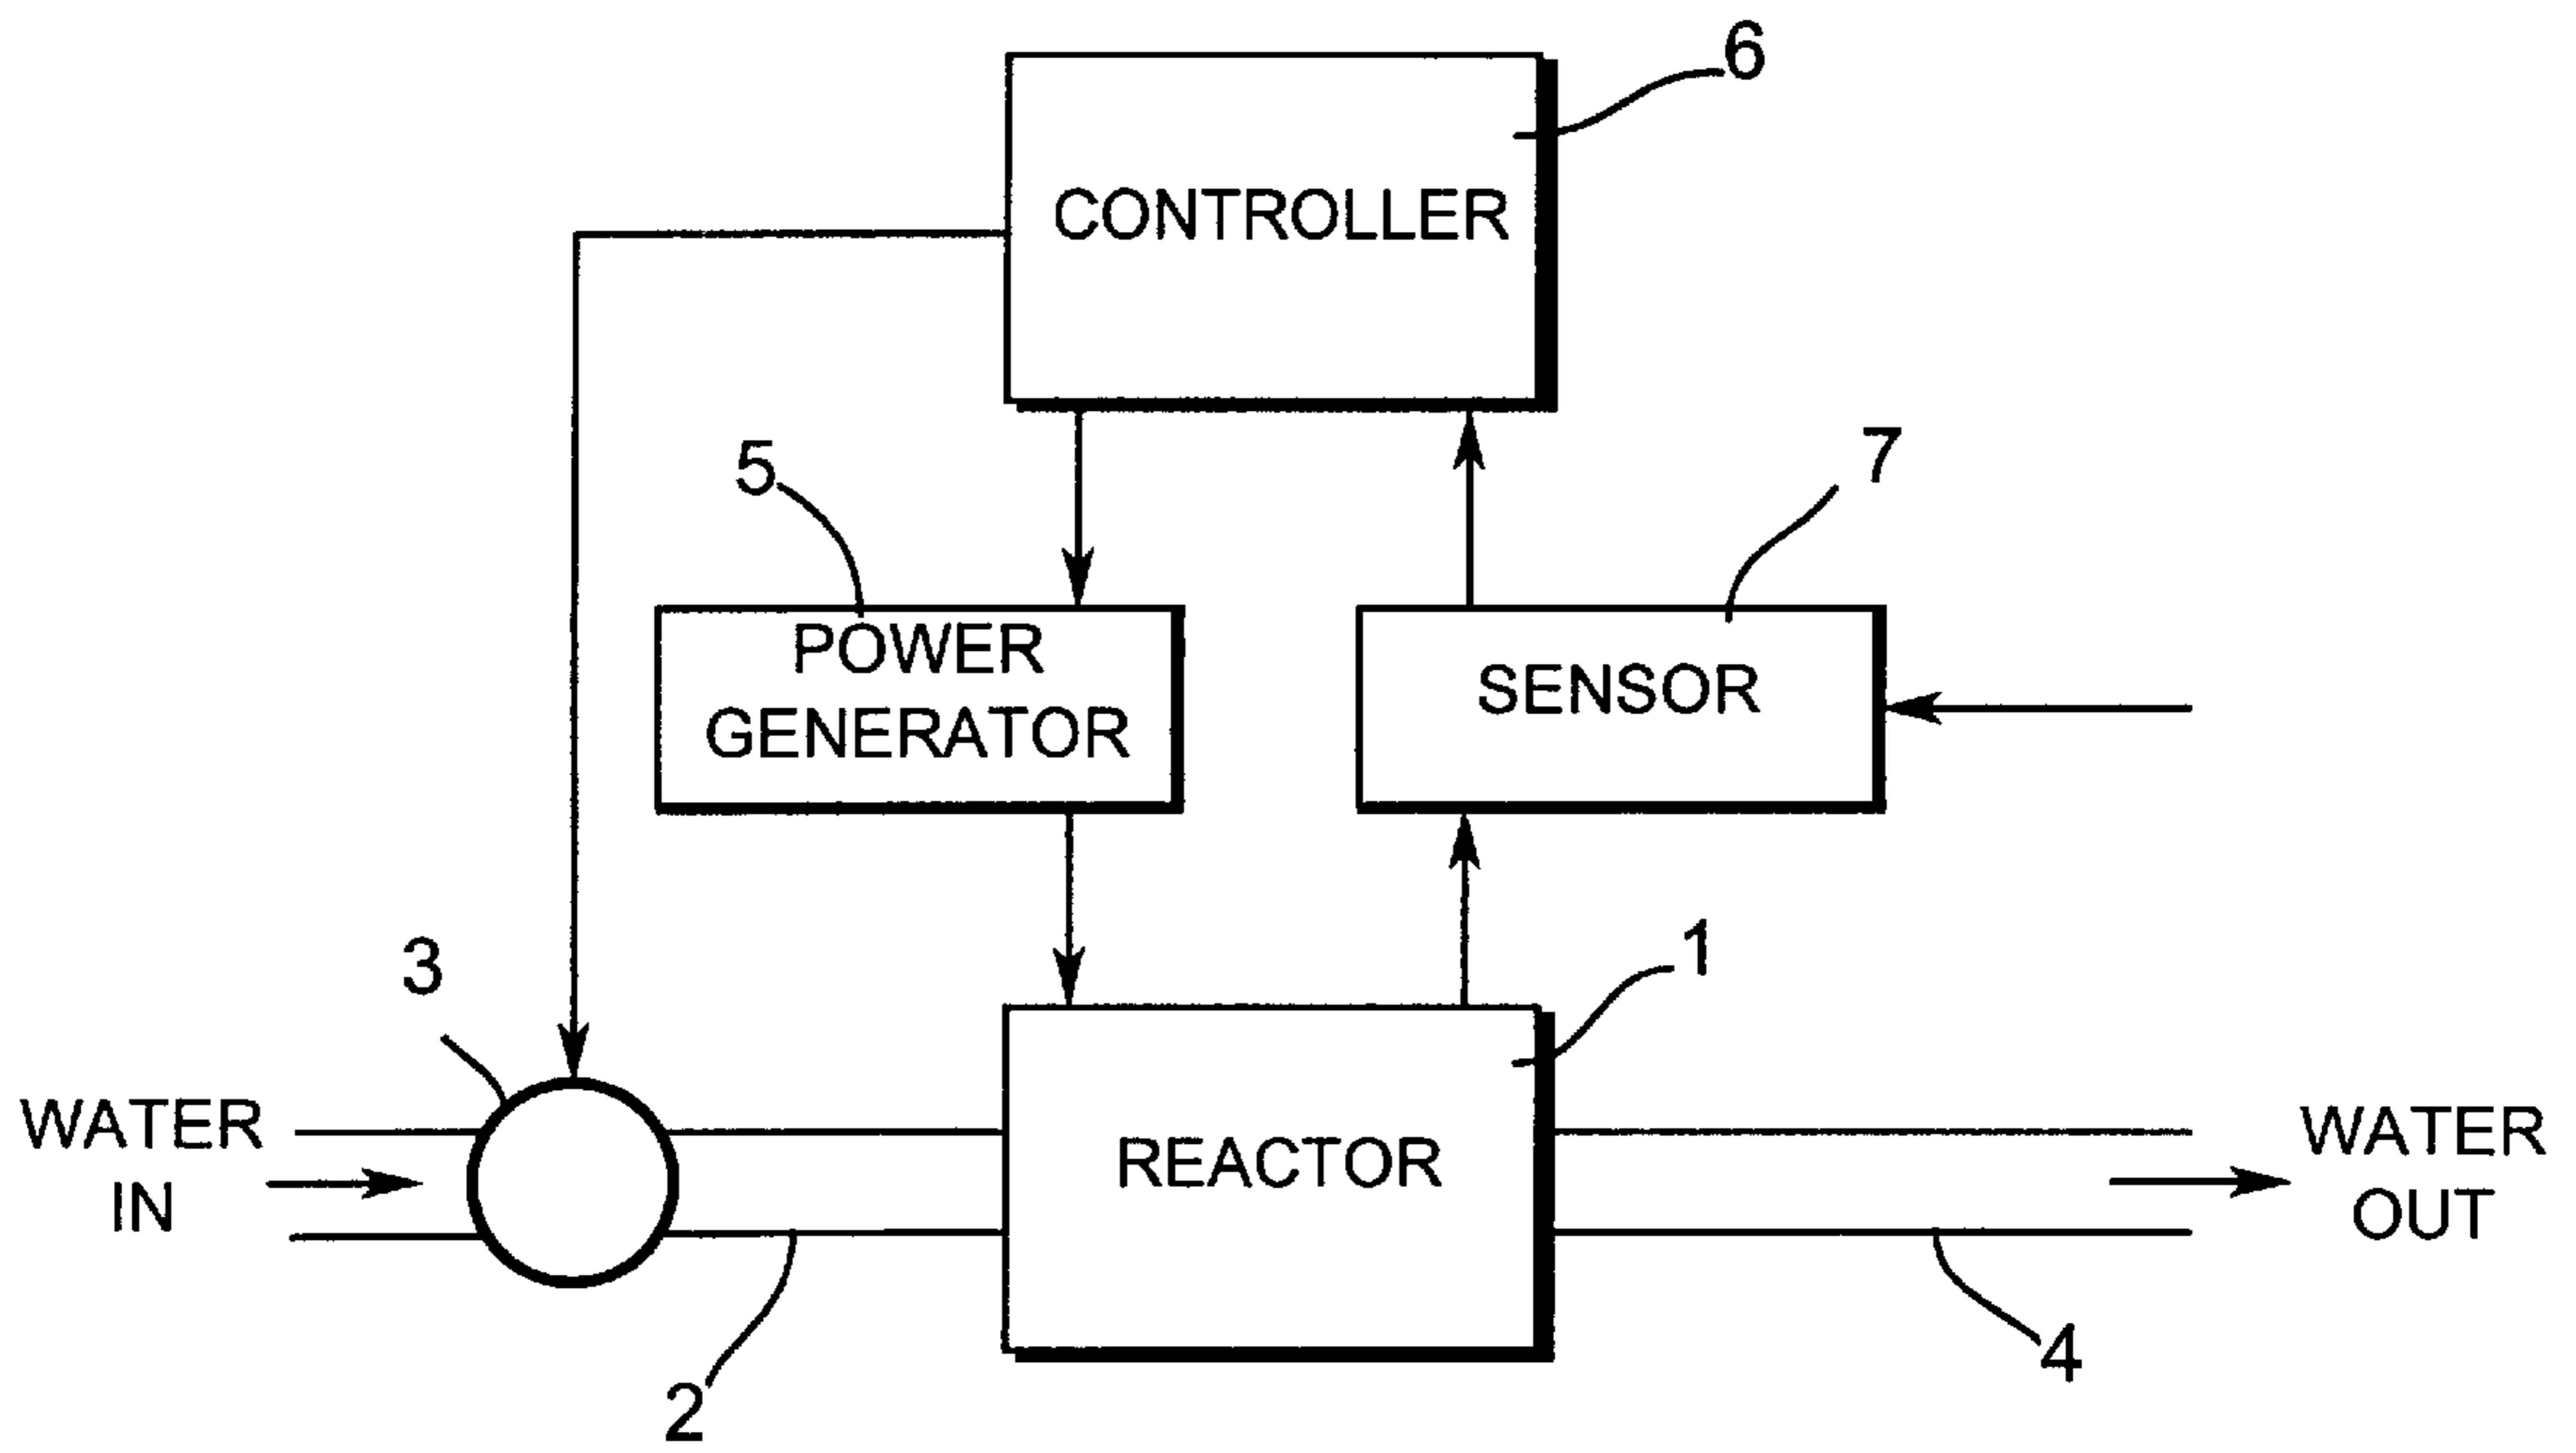 6
CONTROLLER
5
7
POWER
GENERATOR
SENSOR
3
1
WATER
IN
REACTOR
WATER
OUT
2
4